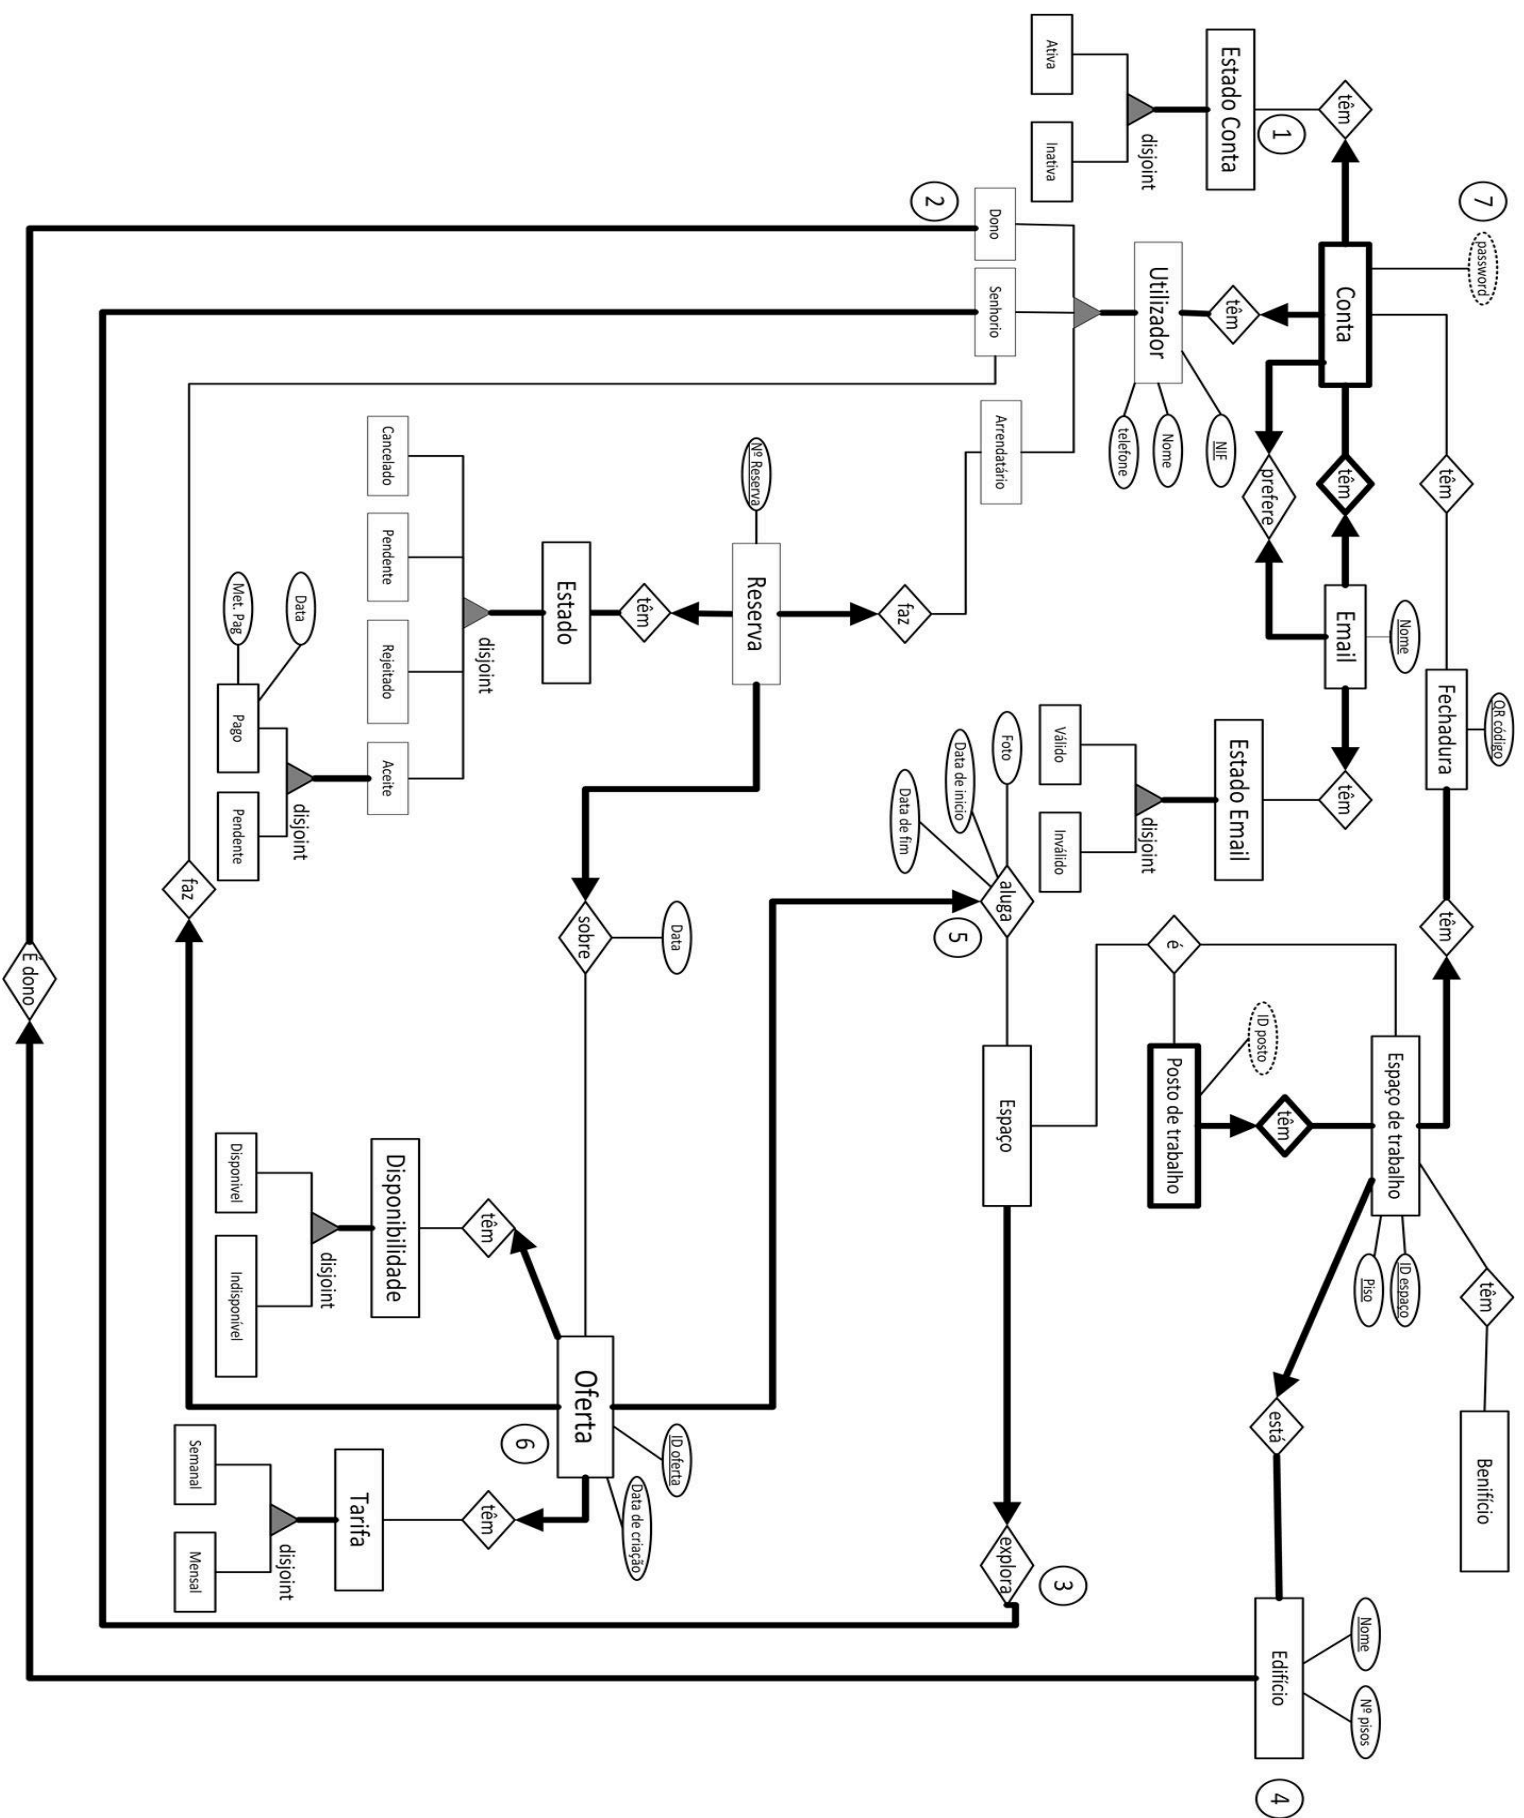 7
password
QR código
têm
Benifício
têm
Fechadura
têm
Nome
Espaço de trabalho
ID espaço
Piso
Nome
Nº pisos
têm
Conta
têm
Email
têm
1
prefere
ID posto
têm
está
Edifício
4
Estado Conta
têm
NIF
Estado Email
disjoint
Utilizador
Nome
telefone
disjoint
é
Posto de trabalho
Ativa
Inativa
Válido
Inválido
3
Dono
Senhorio
Arrendatário
Foto
Data de inicio
Data de fim
aluga
5
Espaço
explora
2
faz
Nº Reserva
Reserva
Data
ID oferta
Data de criação
têm
sobre
Oferta
6
Estado
disjoint
têm
têm
Cancelado
Pendente
Rejeitado
Aceite
Disponibilidade
Tarifa
disjoint
disjoint
disjoint
Data
Met. Pag
Pago
Pendente
Disponivel
Indisponível
Semanal
Mensal
faz
É dono